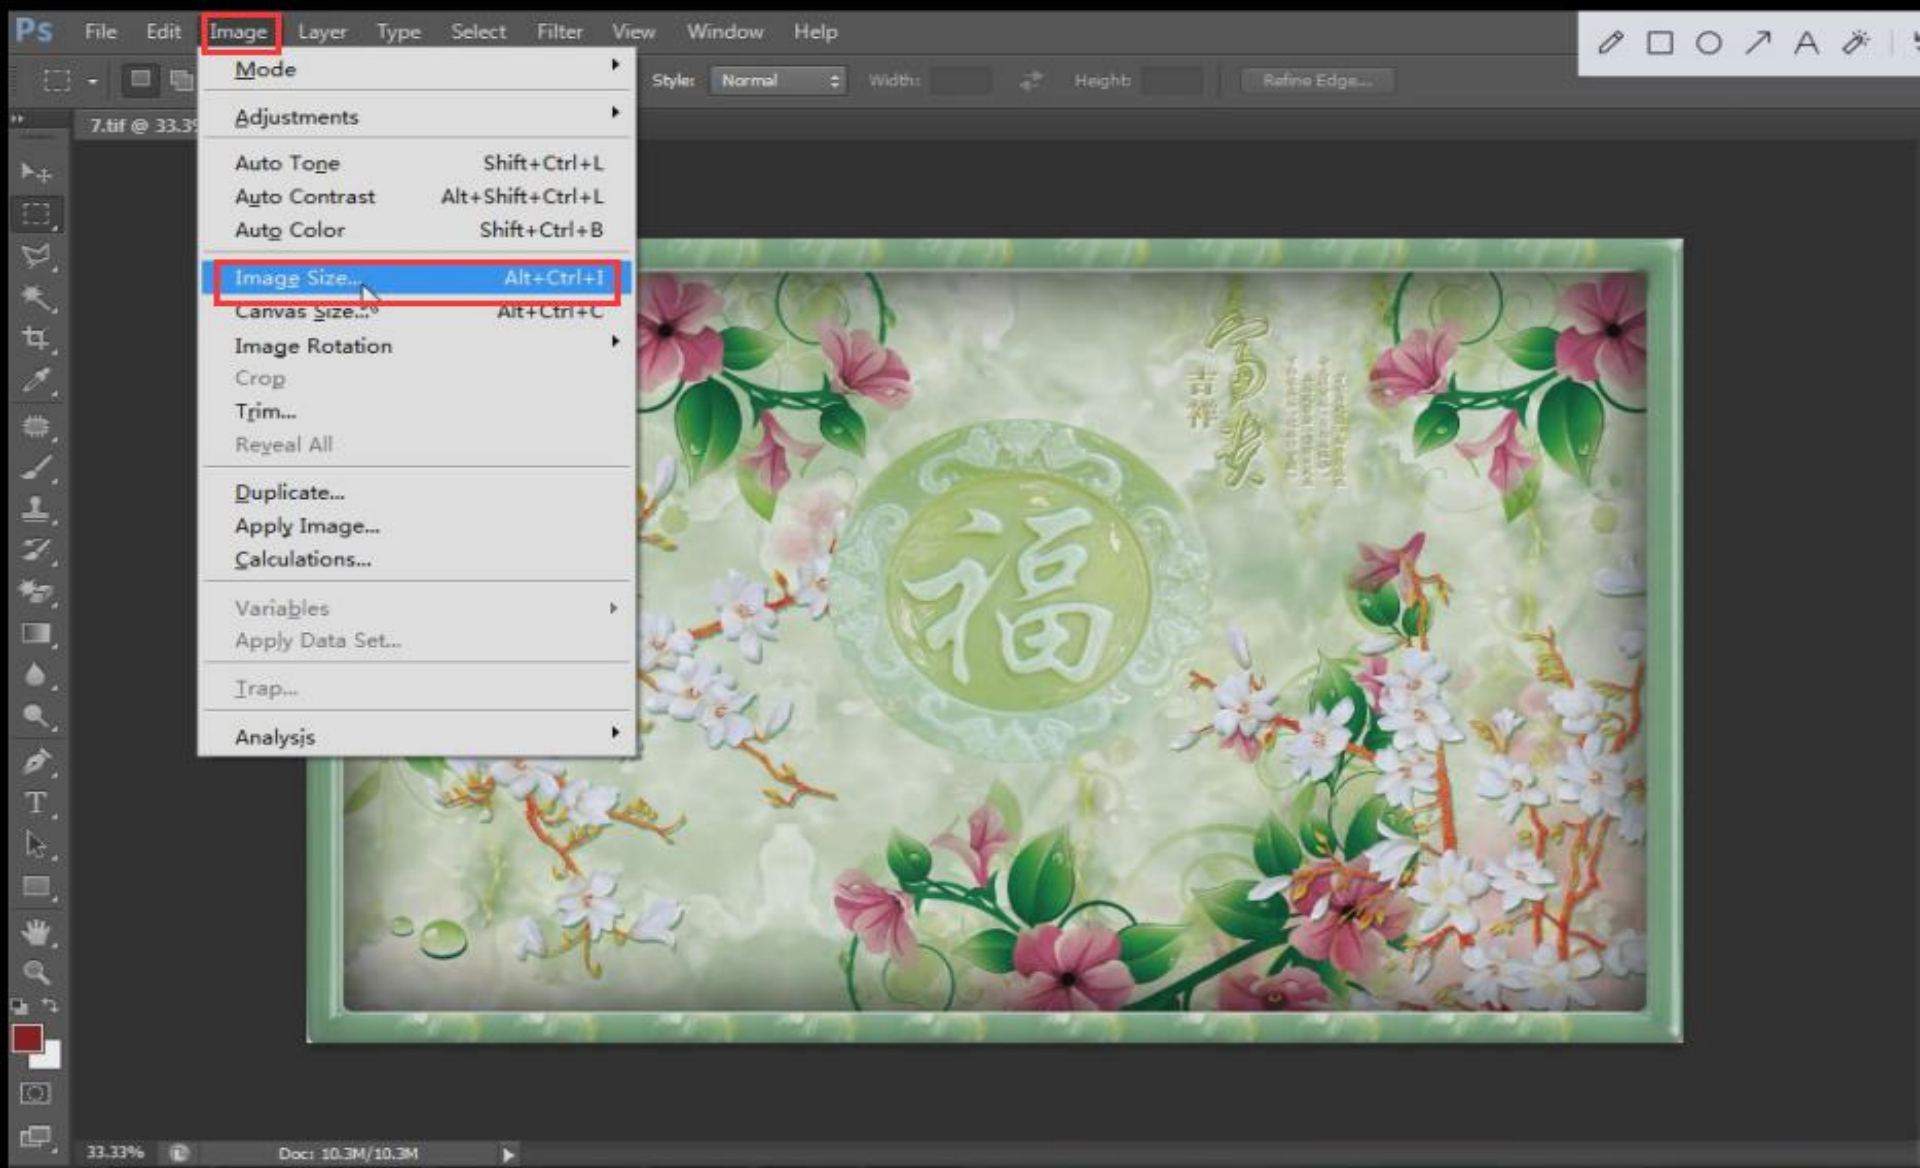 Ps File Edit Image Layer Type Select Filter View Window Help
Style: Normal Width: Height: Refine Edge...
7.tif @ 33.3
Mode
Adjustments
Auto Tone Shift+Ctrl+L
Auto Contrast Alt+Shift+Ctrl+L
Auto Color Shift+Ctrl+B
Image Size... Alt+Ctrl+I
Canvas Size... Alt+Ctrl+C
Image Rotation
Crop
Trim...
Reveal All
Duplicate...
Apply Image...
Calculations...
Variables
Apply Data Set...
Trap...
Analysis
富贵
吉祥
福
33.33% Doc: 10.3M/10.3M